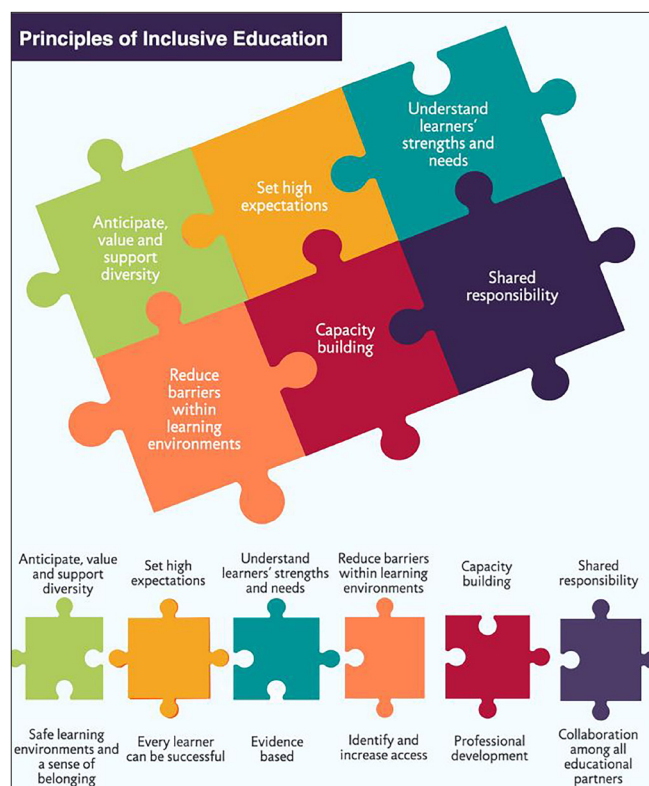 Principles of Inclusive Education
Understand
learners'
strengths and
needs
Set high
expectations
Anticipate,
value and
support
diversity
Shared
responsibility
Capacity
building
Reduce
barriers
within
learning
environments
Anticipate, value
and support
diversity
Set high
expectations
Understand
learners' strengths
and needs
Reduce barriers
within learning
environments
Capacity
building
Shared
responsibility
Safe learning
environments and
a sense of
belonging
Every learner
can be successful
Evidence
based
Identify and
increase access
Professional
development
Collaboration
among all
educational
partners